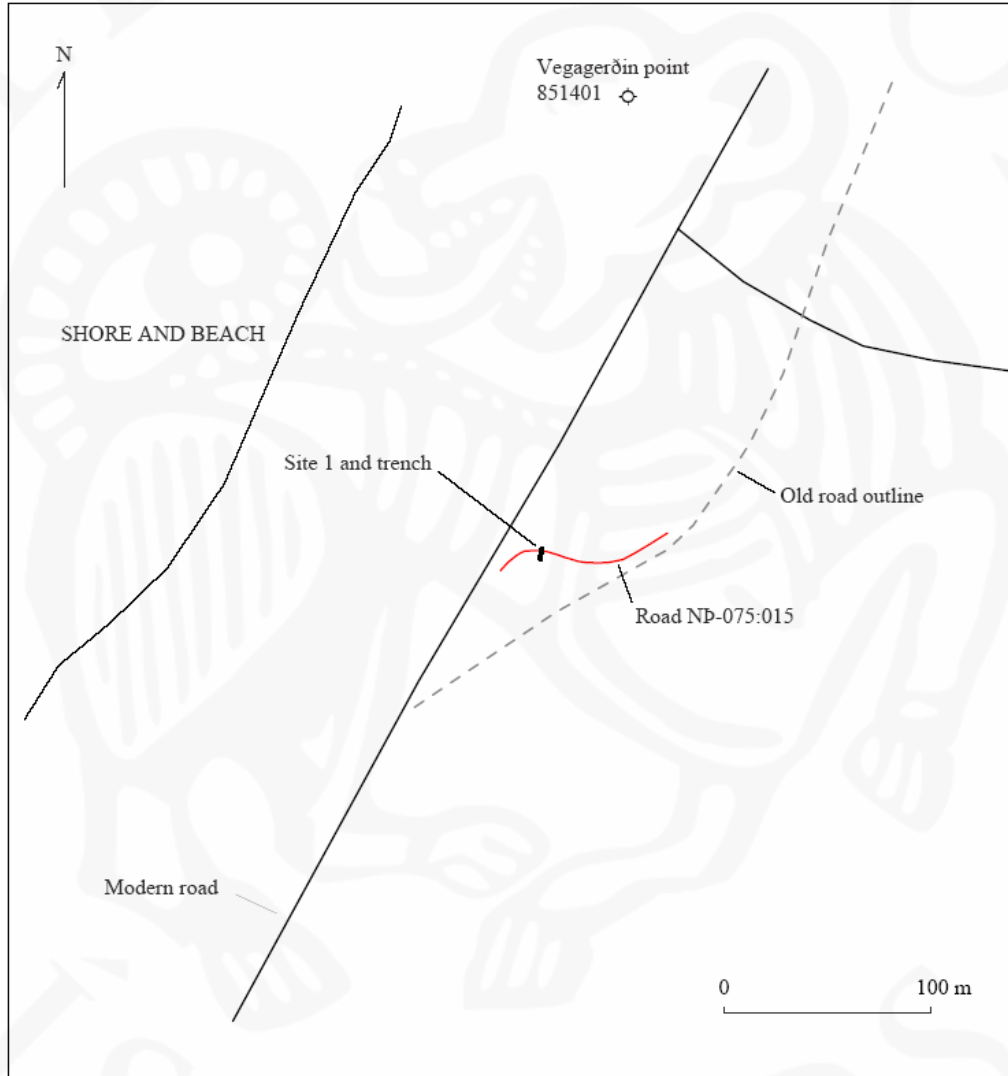 N
Vegagerðin point
851401
SHORE AND BEACH
Site 1 and trench
Old road outline
Road NÞ-075:015
Modern road
0 100 m